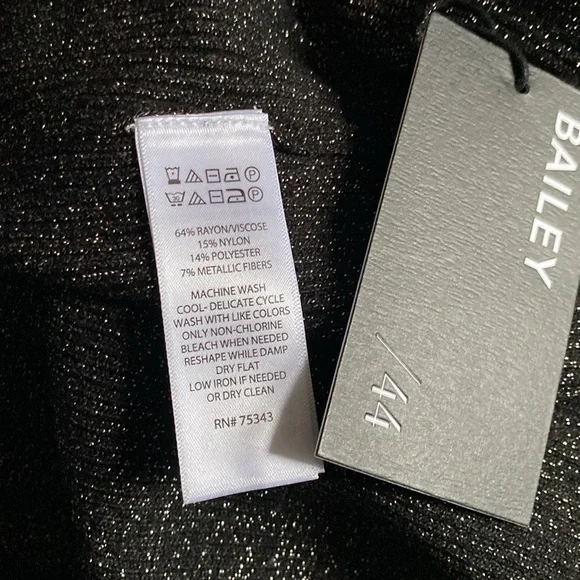 64% RAYON/VISCOSE
15% NYLON
14% POLYESTER
7% METALLIC FIBERS
MACHINE WASH
COOL- DELICATE CYCLE
WASH WITH LIKE COLORS
ONLY NON-CHLORINE
BLEACH WHEN NEEDED
RESHAPE WHILE DAMP
DRY FLAT
LOW IRON IF NEEDED
OR DRY CLEAN
RN# 75343
BAILEY
/44